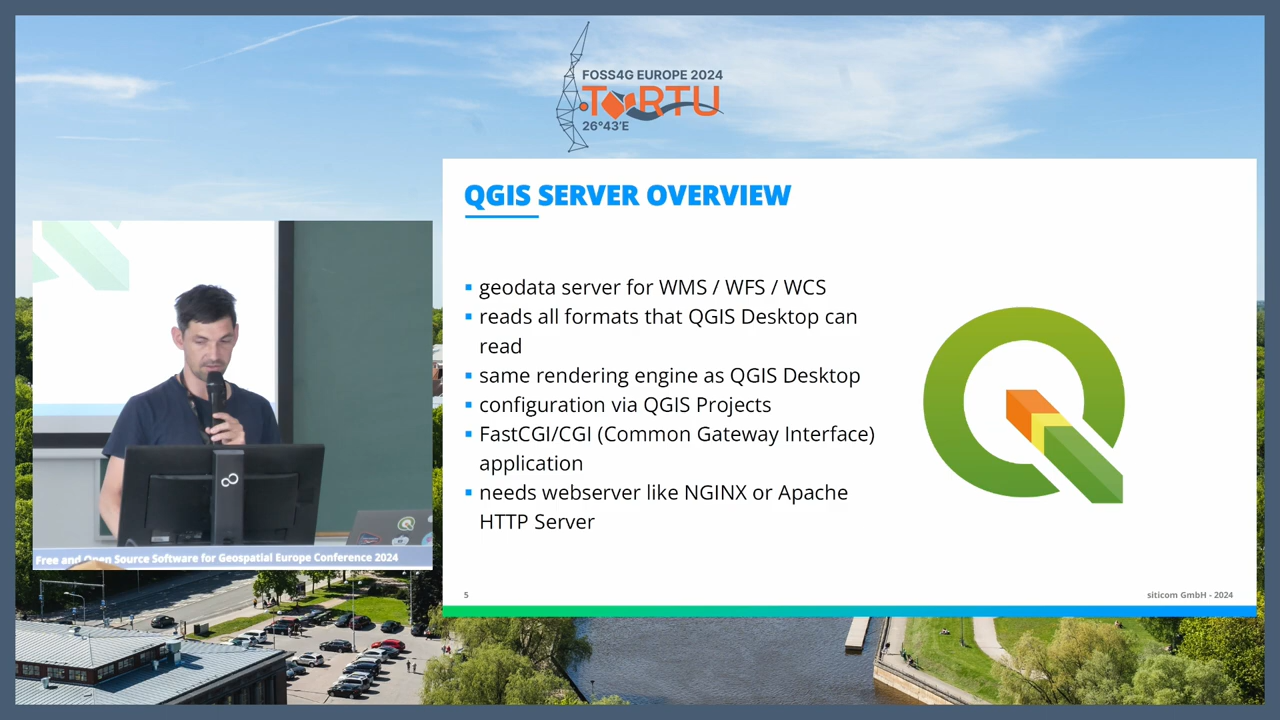 FOSS4G EUROPE 2024
TARTU
26°43'E
QGIS SERVER OVERVIEW
▪ geodata server for WMS / WFS / WCS
▪ reads all formats that QGIS Desktop can
read
▪ same rendering engine as QGIS Desktop
▪ configuration via QGIS Projects
▪ FastCGI/CGI (Common Gateway Interface)
application
▪ needs webserver like NGINX or Apache
HTTP Server
5
siticom GmbH - 2024
Free and Open Source Software for Geospatial Europe Conference 2024